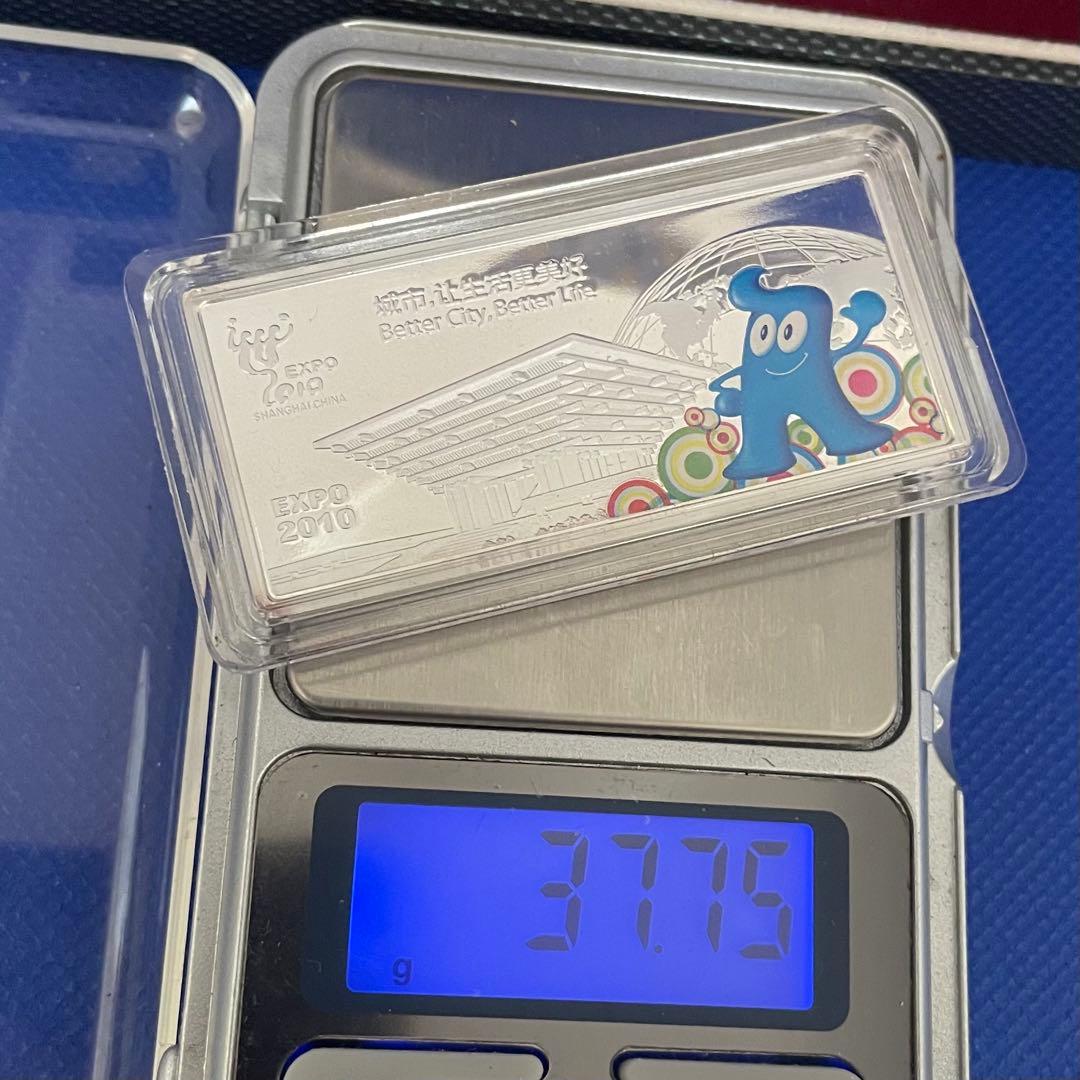 城市,让生活更美好
Better City, Better Life
EXPO
2010
SHANGHAI CHINA
EXPO
2010
37.75
g